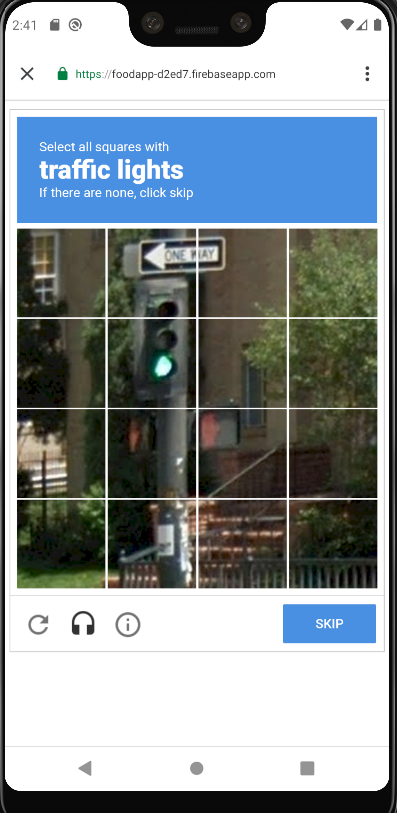 2:41
https://foodapp-d2ed7.firebaseapp.com
Select all squares with
traffic lights
If there are none, click skip
ONE WAY
SKIP